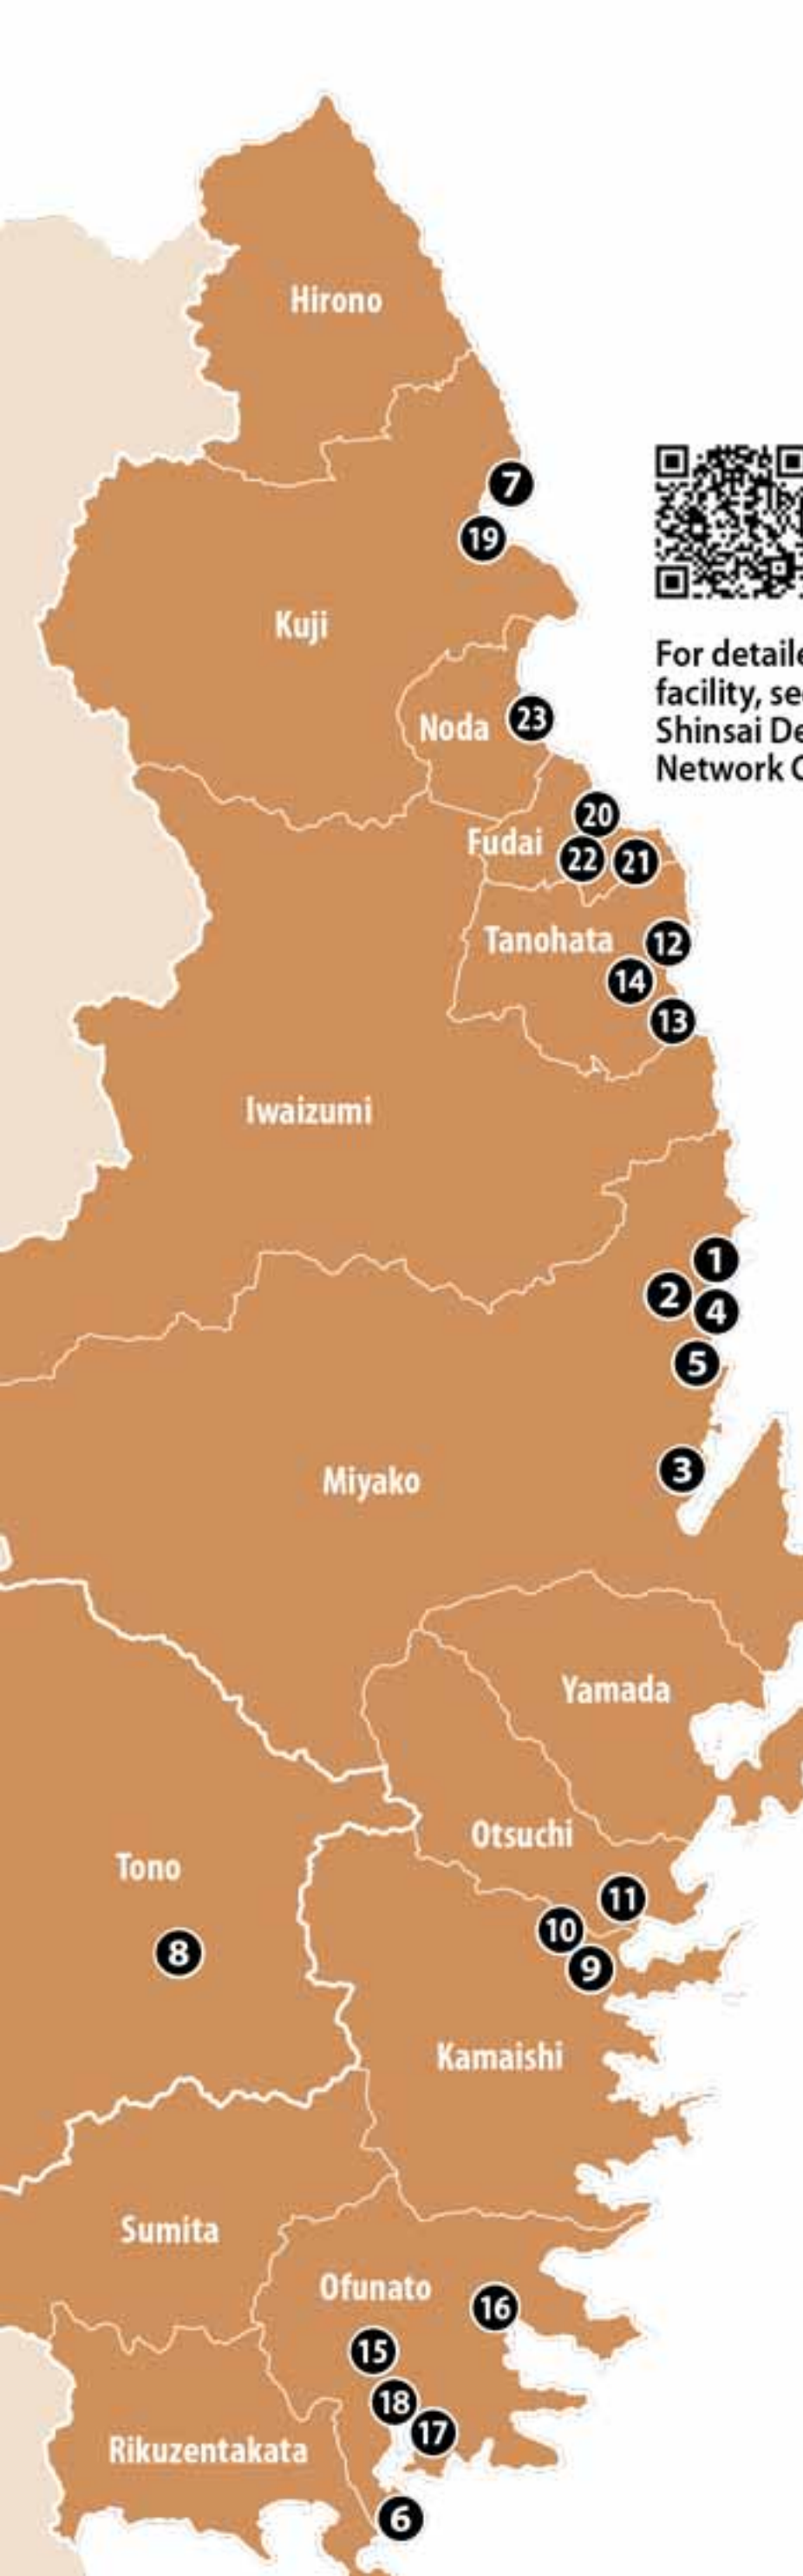 Hirono
7
19
Kuji
For detaile
facility, se
Shinsai De
Network
Noda
23
20
Fudai
22
21
Tanohata
12
14
13
Iwaizumi
1
2
4
5
3
Miyako
Yamada
Otsuchi
Tono
11
10
8
9
Kamaishi
Sumita
Ofunato
16
15
18
17
Rikuzentakata
6